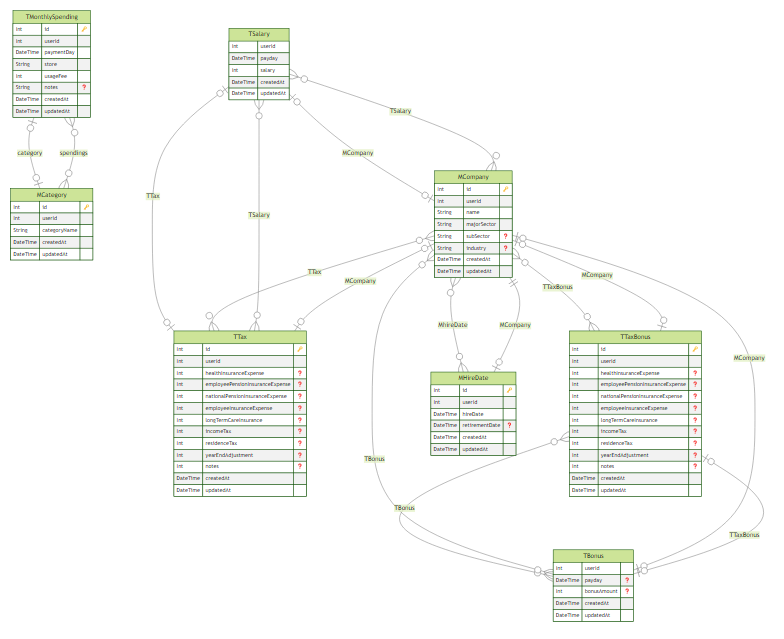 TMonthlySpending
Int id
Int userid
DateTime paymentDay
String store
Int usageFee
String notes ?
DateTime createdAt
DateTime updatedAt
category
spendings
MCategory
Int id
Int userid
String categoryName
DateTime createdAt
DateTime updatedAt
TSalary
Int userid
DateTime payday
Int salary
DateTime createdAt
DateTime updatedAt
TSalary
MCompany
TTax
TSalary
MCompany
Int id
Int userid
String name
String majorSector
String subSector ?
String industry ?
DateTime createdAt
DateTime updatedAt
TTax
MCompany
MhireDate
MCompany
TTaxBonus
MCompany
MCompany
TTax
Int id
Int userid
Int healthInsuranceExpense ?
Int employeePensionInsuranceExpense ?
Int nationalPensionInsuranceExpense ?
Int employeeInsuranceExpense ?
Int longTermCareInsurance ?
Int incomeTax ?
Int residenceTax ?
Int yearEndAdjustment ?
Int notes ?
DateTime createdAt
DateTime updatedAt
MHireDate
Int id
Int userid
DateTime hireDate
DateTime retirementDate ?
DateTime createdAt
DateTime updatedAt
TTaxBonus
Int id
Int userid
Int healthInsuranceExpense ?
Int employeePensionInsuranceExpense ?
Int nationalPensionInsuranceExpense ?
Int employeeInsuranceExpense ?
Int longTermCareInsurance ?
Int incomeTax ?
Int residenceTax ?
Int yearEndAdjustment ?
Int notes ?
DateTime createdAt
DateTime updatedAt
TBonus
TBonus
TTaxBonus
TBonus
Int userid
DateTime payday ?
Int bonusAmount ?
DateTime createdAt
DateTime updatedAt